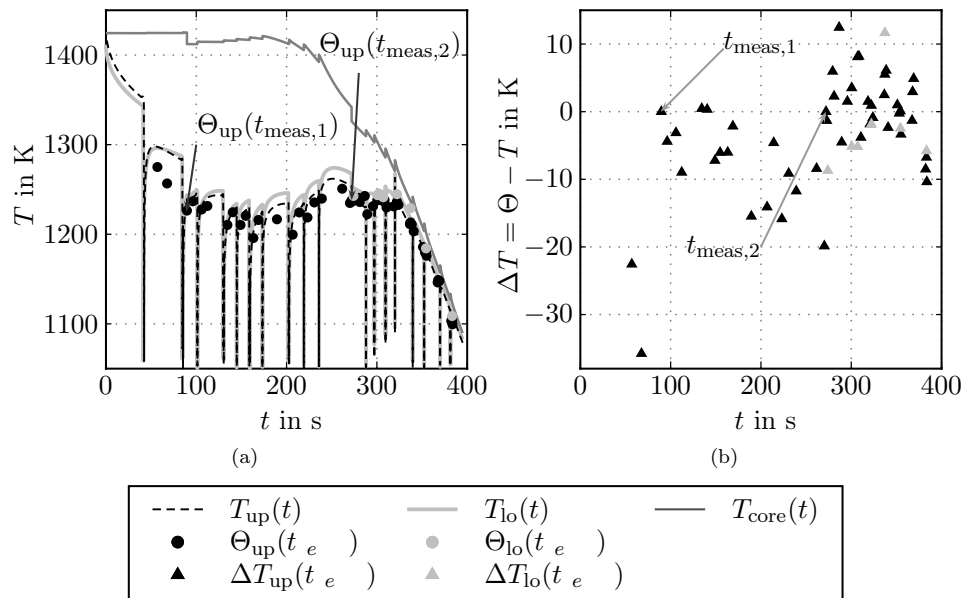 1400
1300
1200
1100
T in K
Θup(tmeas,2)
Θup(tmeas,1)
0 100 200 300 400
t in s
(a)
10
0
−10
−20
−30
ΔT = Θ − T in K
tmeas,1
tmeas,2
0 100 200 300 400
t in s
(b)
Tup(t) Tlo(t) Tcore(t)
Θup(t e ) Θlo(t e )
ΔTup(t e ) ΔTlo(t e )